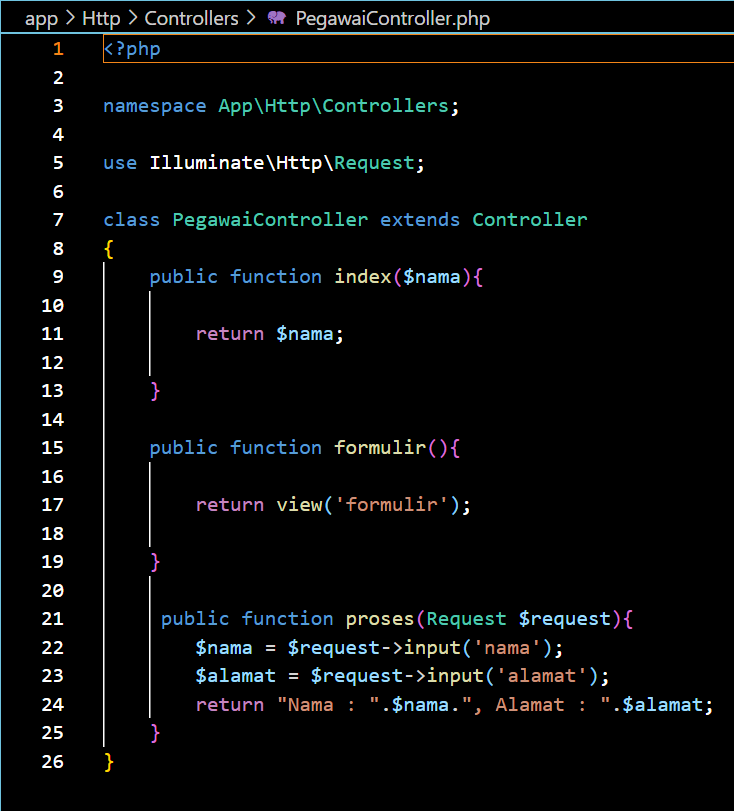 app > Http > Controllers > PegawaiController.php
1 <?php
2
3 namespace App\Http\Controllers;
4
5 use Illuminate\Http\Request;
6
7 class PegawaiController extends Controller
8 {
9     public function index($nama){
10
11         return $nama;
12
13     }
14
15     public function formulir(){
16
17         return view('formulir');
18
19     }
20
21      public function proses(Request $request){
22         $nama = $request->input('nama');
23         $alamat = $request->input('alamat');
24         return "Nama : ".$nama.", Alamat : ".$alamat;
25     }
26 }